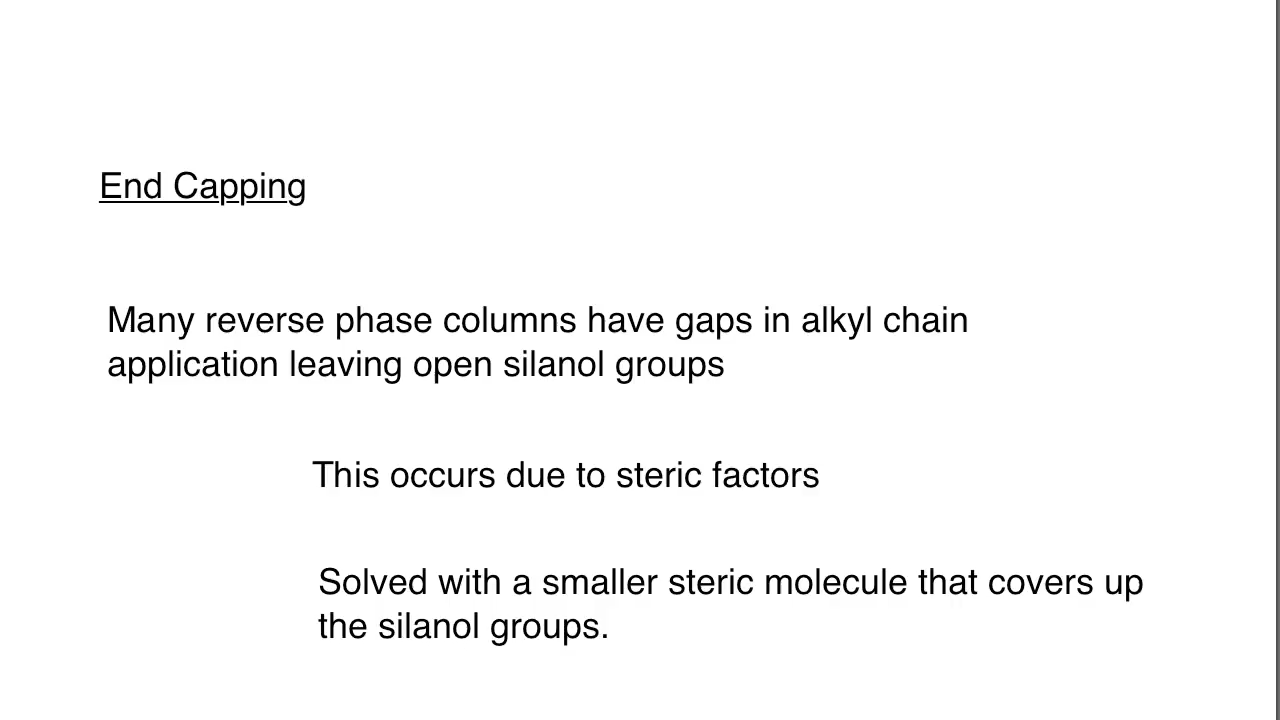 End Capping
Many reverse phase columns have gaps in alkyl chain
application leaving open silanol groups
This occurs due to steric factors
Solved with a smaller steric molecule that covers up
the silanol groups.